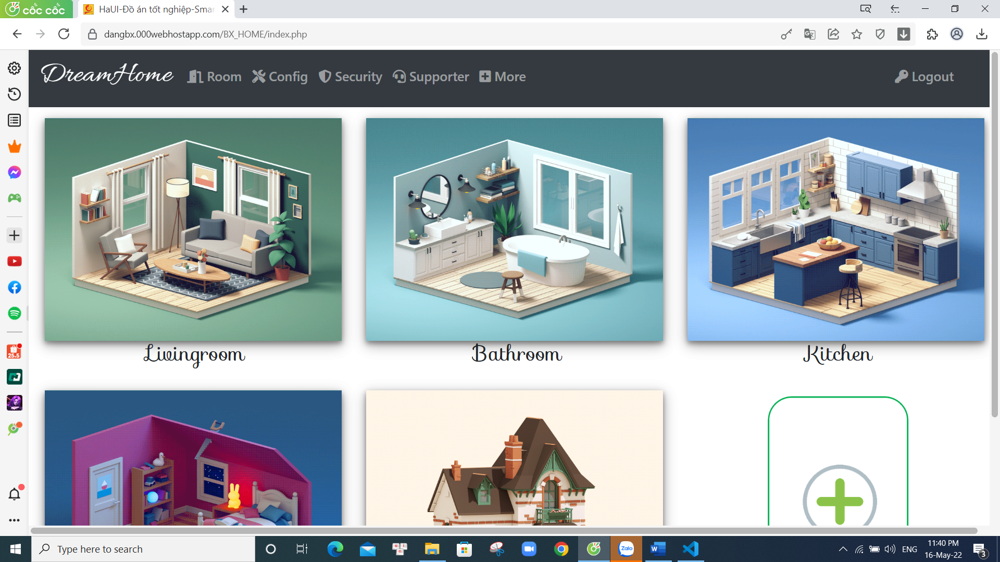 cốc cốc
HaUI-Đồ án tốt nghiệp-Smar
dangbx.000webhostapp.com/BX_HOME/index.php
DreamHome
Room
Config
Security
Supporter
More
Logout
Livingroom
Bathroom
Kitchen
25.5
Type here to search
Zalo
ENG
11:40 PM
16-May-22
3